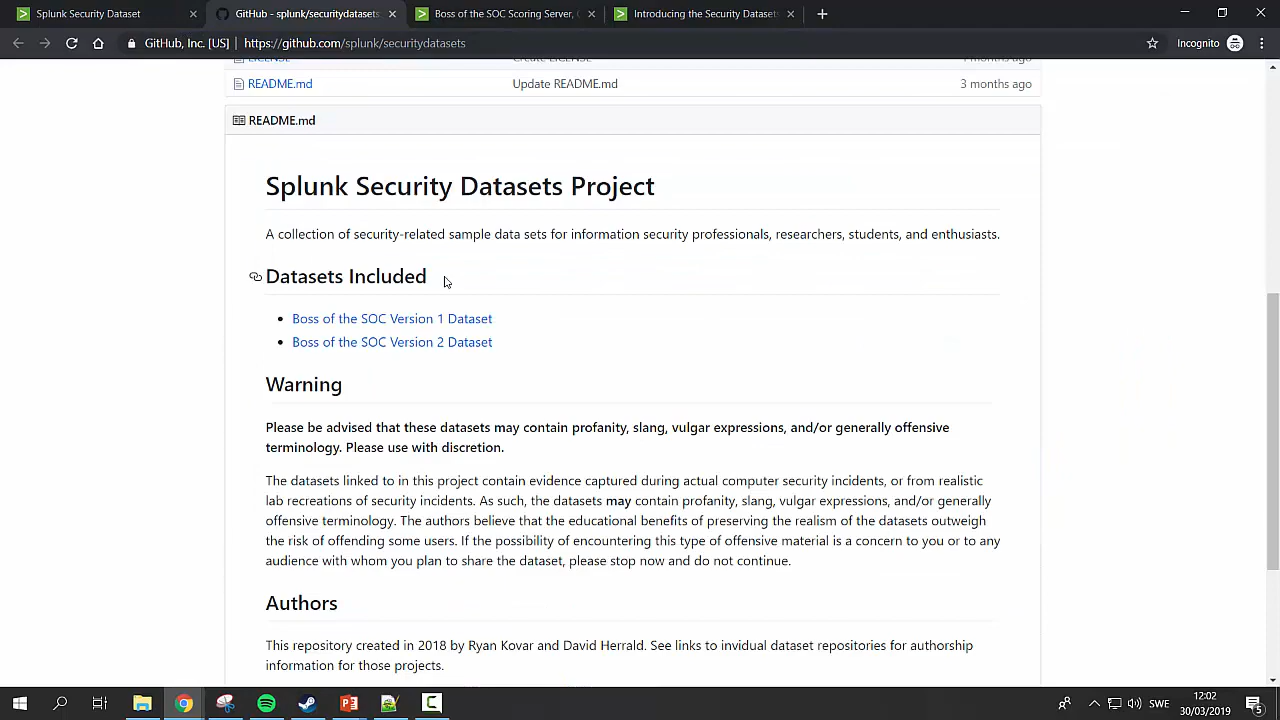 Splunk Security Dataset
GitHub - splunk/securitydatasets
Boss of the SOC Scoring Server,
Introducing the Security Datasets
GitHub, Inc. [US] | https://github.com/splunk/securitydatasets
Incognito
LICENSE Create LICENSE months ago
README.md Update README.md 3 months ago
README.md
Splunk Security Datasets Project
A collection of security-related sample data sets for information security professionals, researchers, students, and enthusiasts.
Datasets Included
Boss of the SOC Version 1 Dataset
Boss of the SOC Version 2 Dataset
Warning
Please be advised that these datasets may contain profanity, slang, vulgar expressions, and/or generally offensive
terminology. Please use with discretion.
The datasets linked to in this project contain evidence captured during actual computer security incidents, or from realistic
lab recreations of security incidents. As such, the datasets may contain profanity, slang, vulgar expressions, and/or generally
offensive terminology. The authors believe that the educational benefits of preserving the realism of the datasets outweigh
the risk of offending some users. If the possibility of encountering this type of offensive material is a concern to you or to any
audience with whom you plan to share the dataset, please stop now and do not continue.
Authors
This repository created in 2018 by Ryan Kovar and David Herrald. See links to invidual dataset repositories for authorship
information for those projects.
SWE
12:02
30/03/2019
5